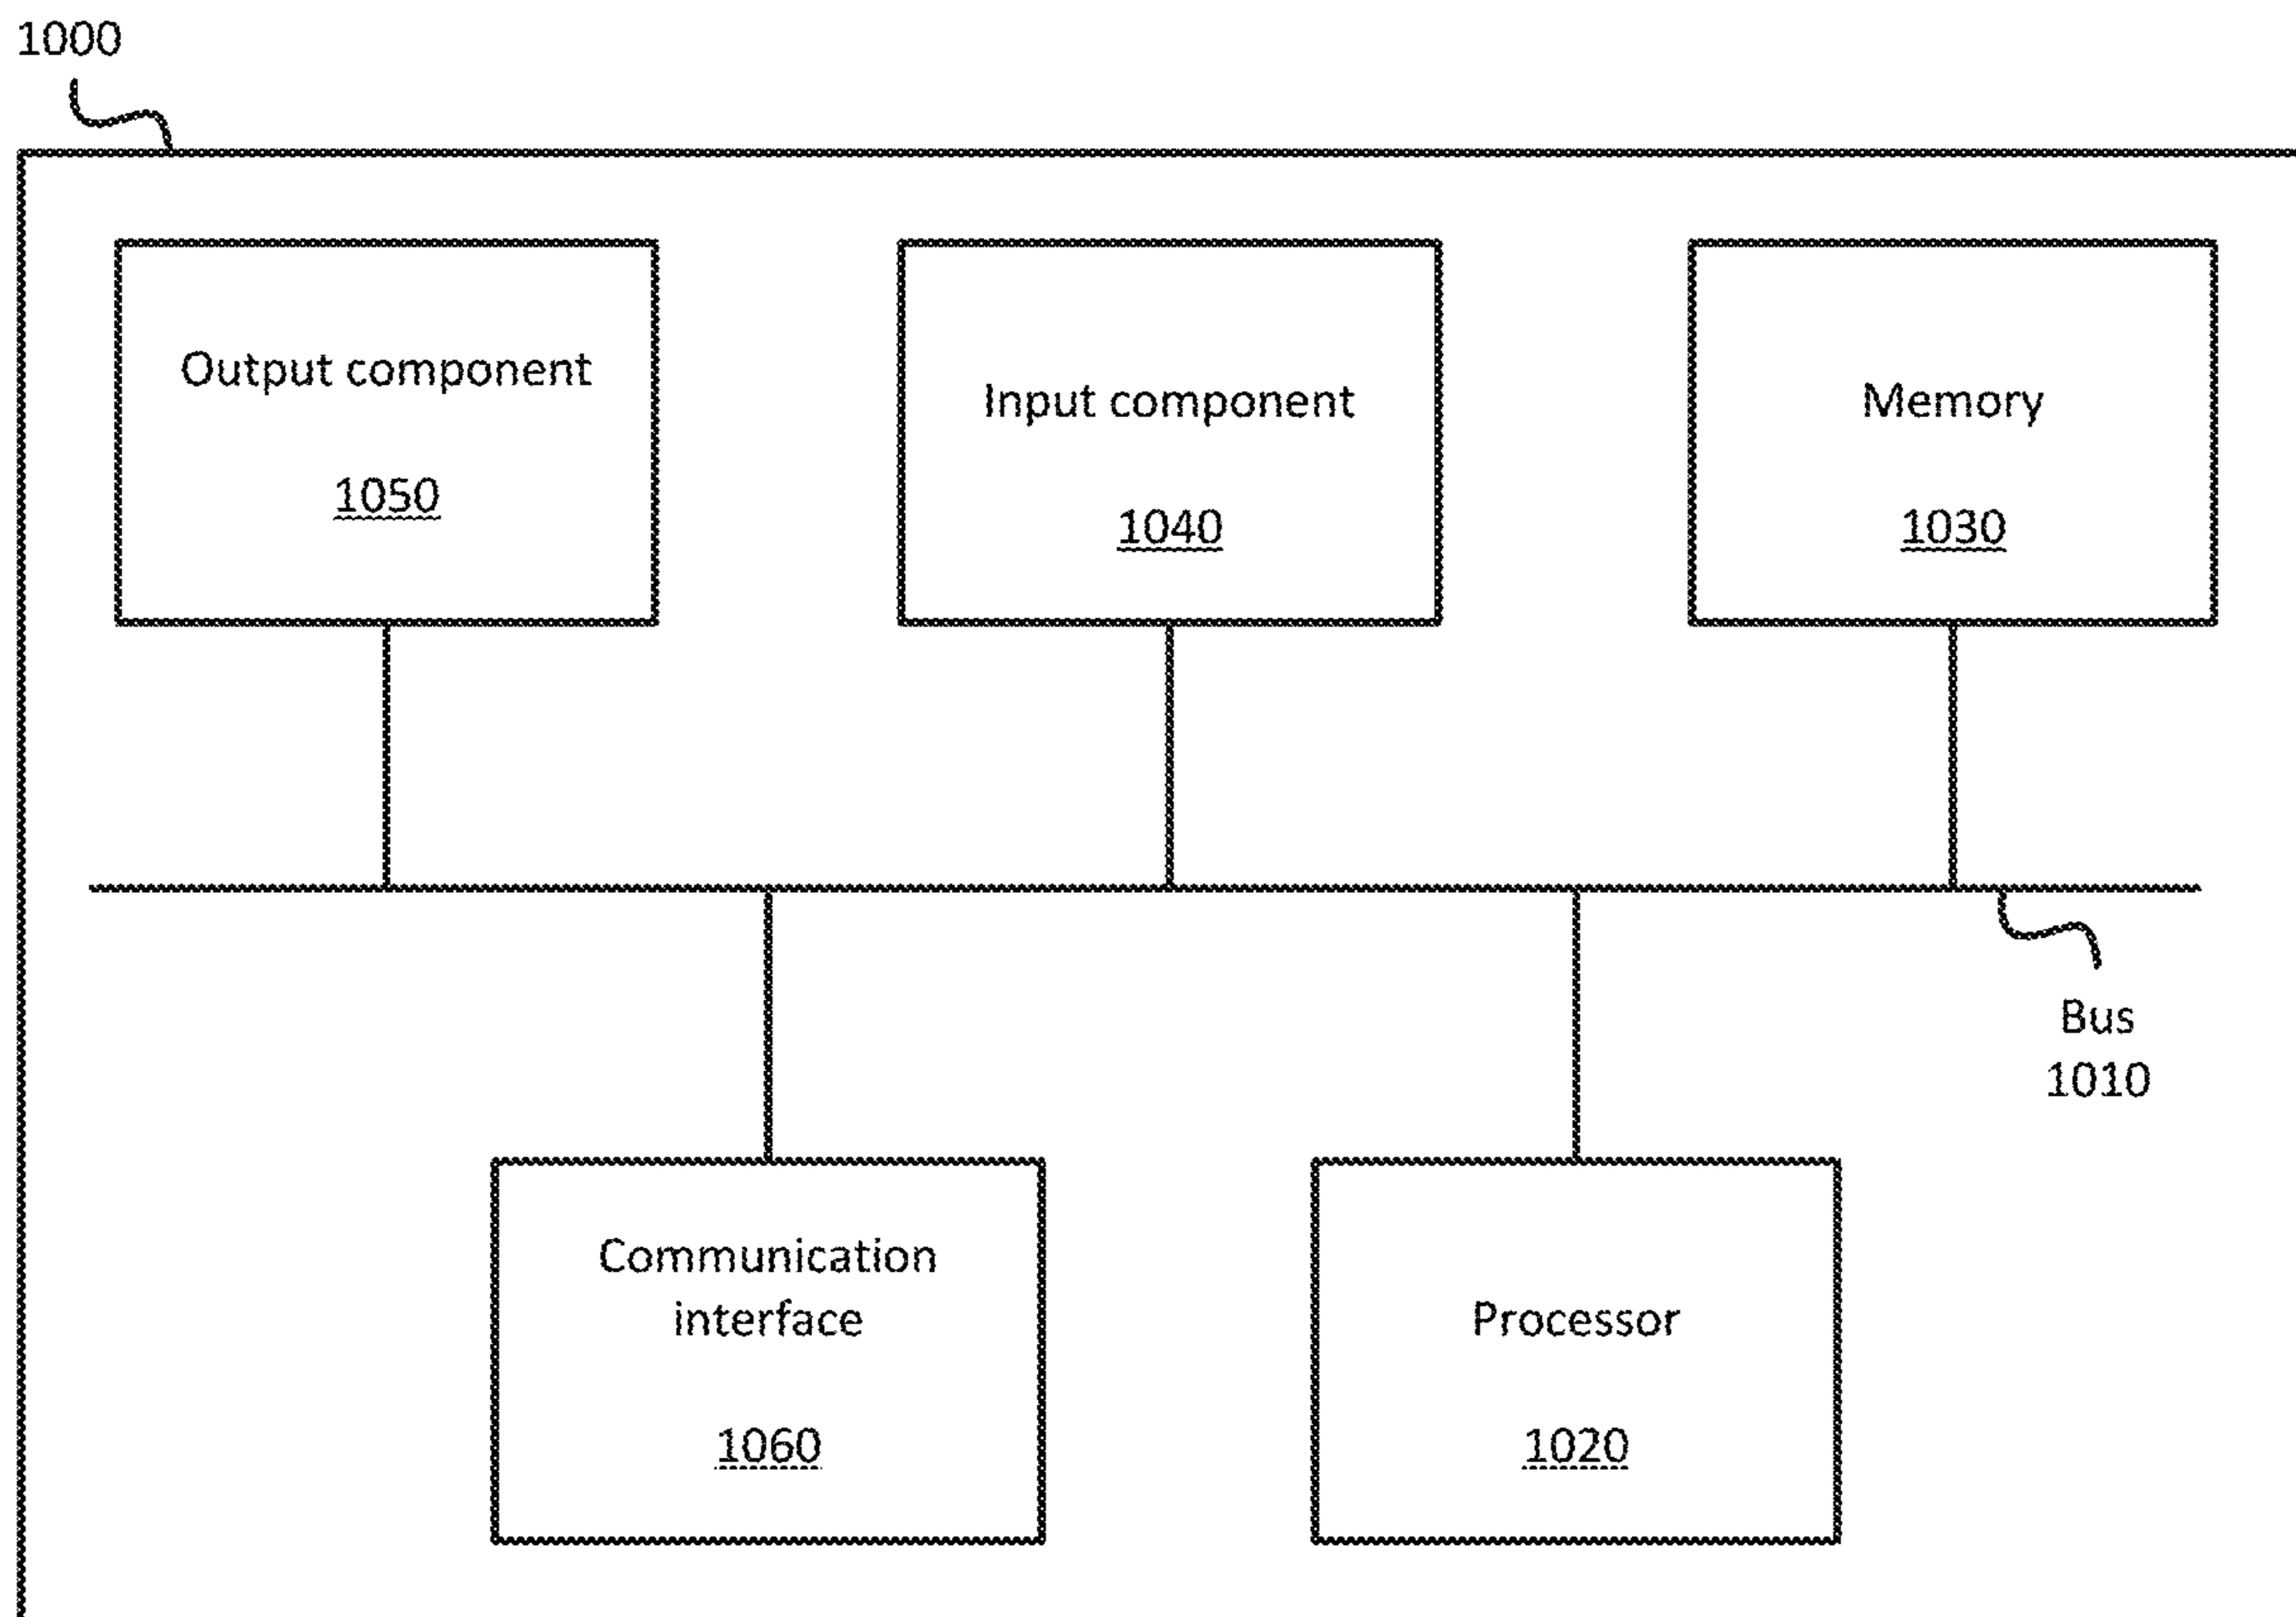 1000
Output component
1050
Input component
1040
Memory
1030
Bus
1010
Communication
interface
1060
Processor
1020